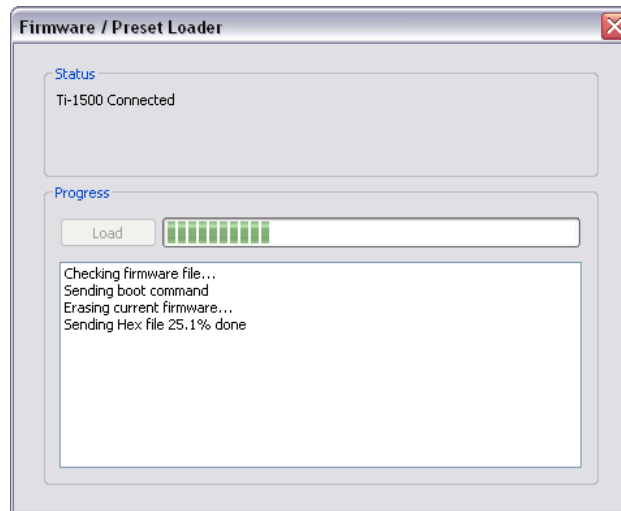 Firmware / Preset Loader
Status
Ti-1500 Connected
Progress
Load
Checking firmware file...
Sending boot command
Erasing current firmware...
Sending Hex file 25.1% done